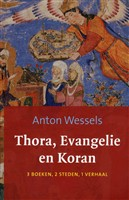 Anton Wessels
Thora, Evangelie
en Koran
3 BOEKEN, 2 STEDEN, 1 VERHAAL